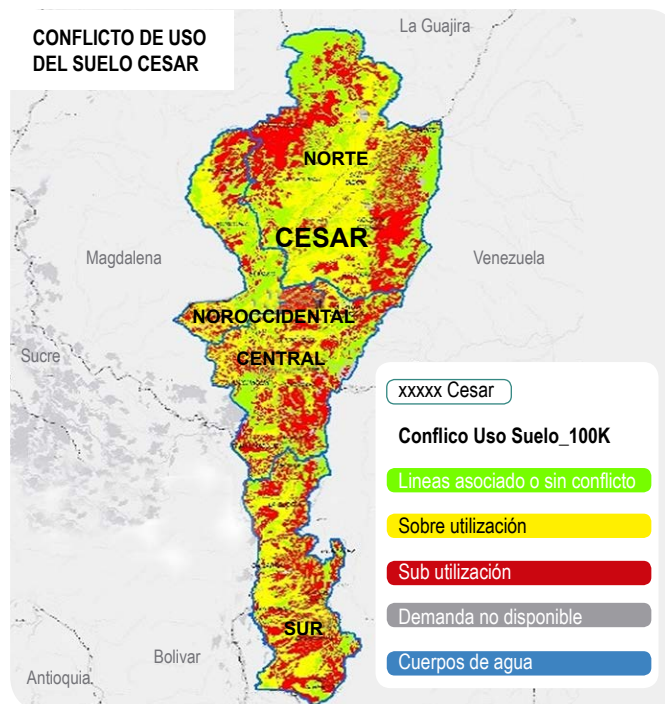 CONFLICTO DE USO
DEL SUELO CESAR
La Guajira
NORTE
CESAR
Magdalena
Venezuela
NOROCCIDENTAL
Sucre
CENTRAL
xxxxx Cesar
Conflico Uso Suelo_100K
Lineas asociado o sin conflicto
Sobre utilización
Sub utilización
Demanda no disponible
Cuerpos de agua
SUR
Bolivar
Antioquia